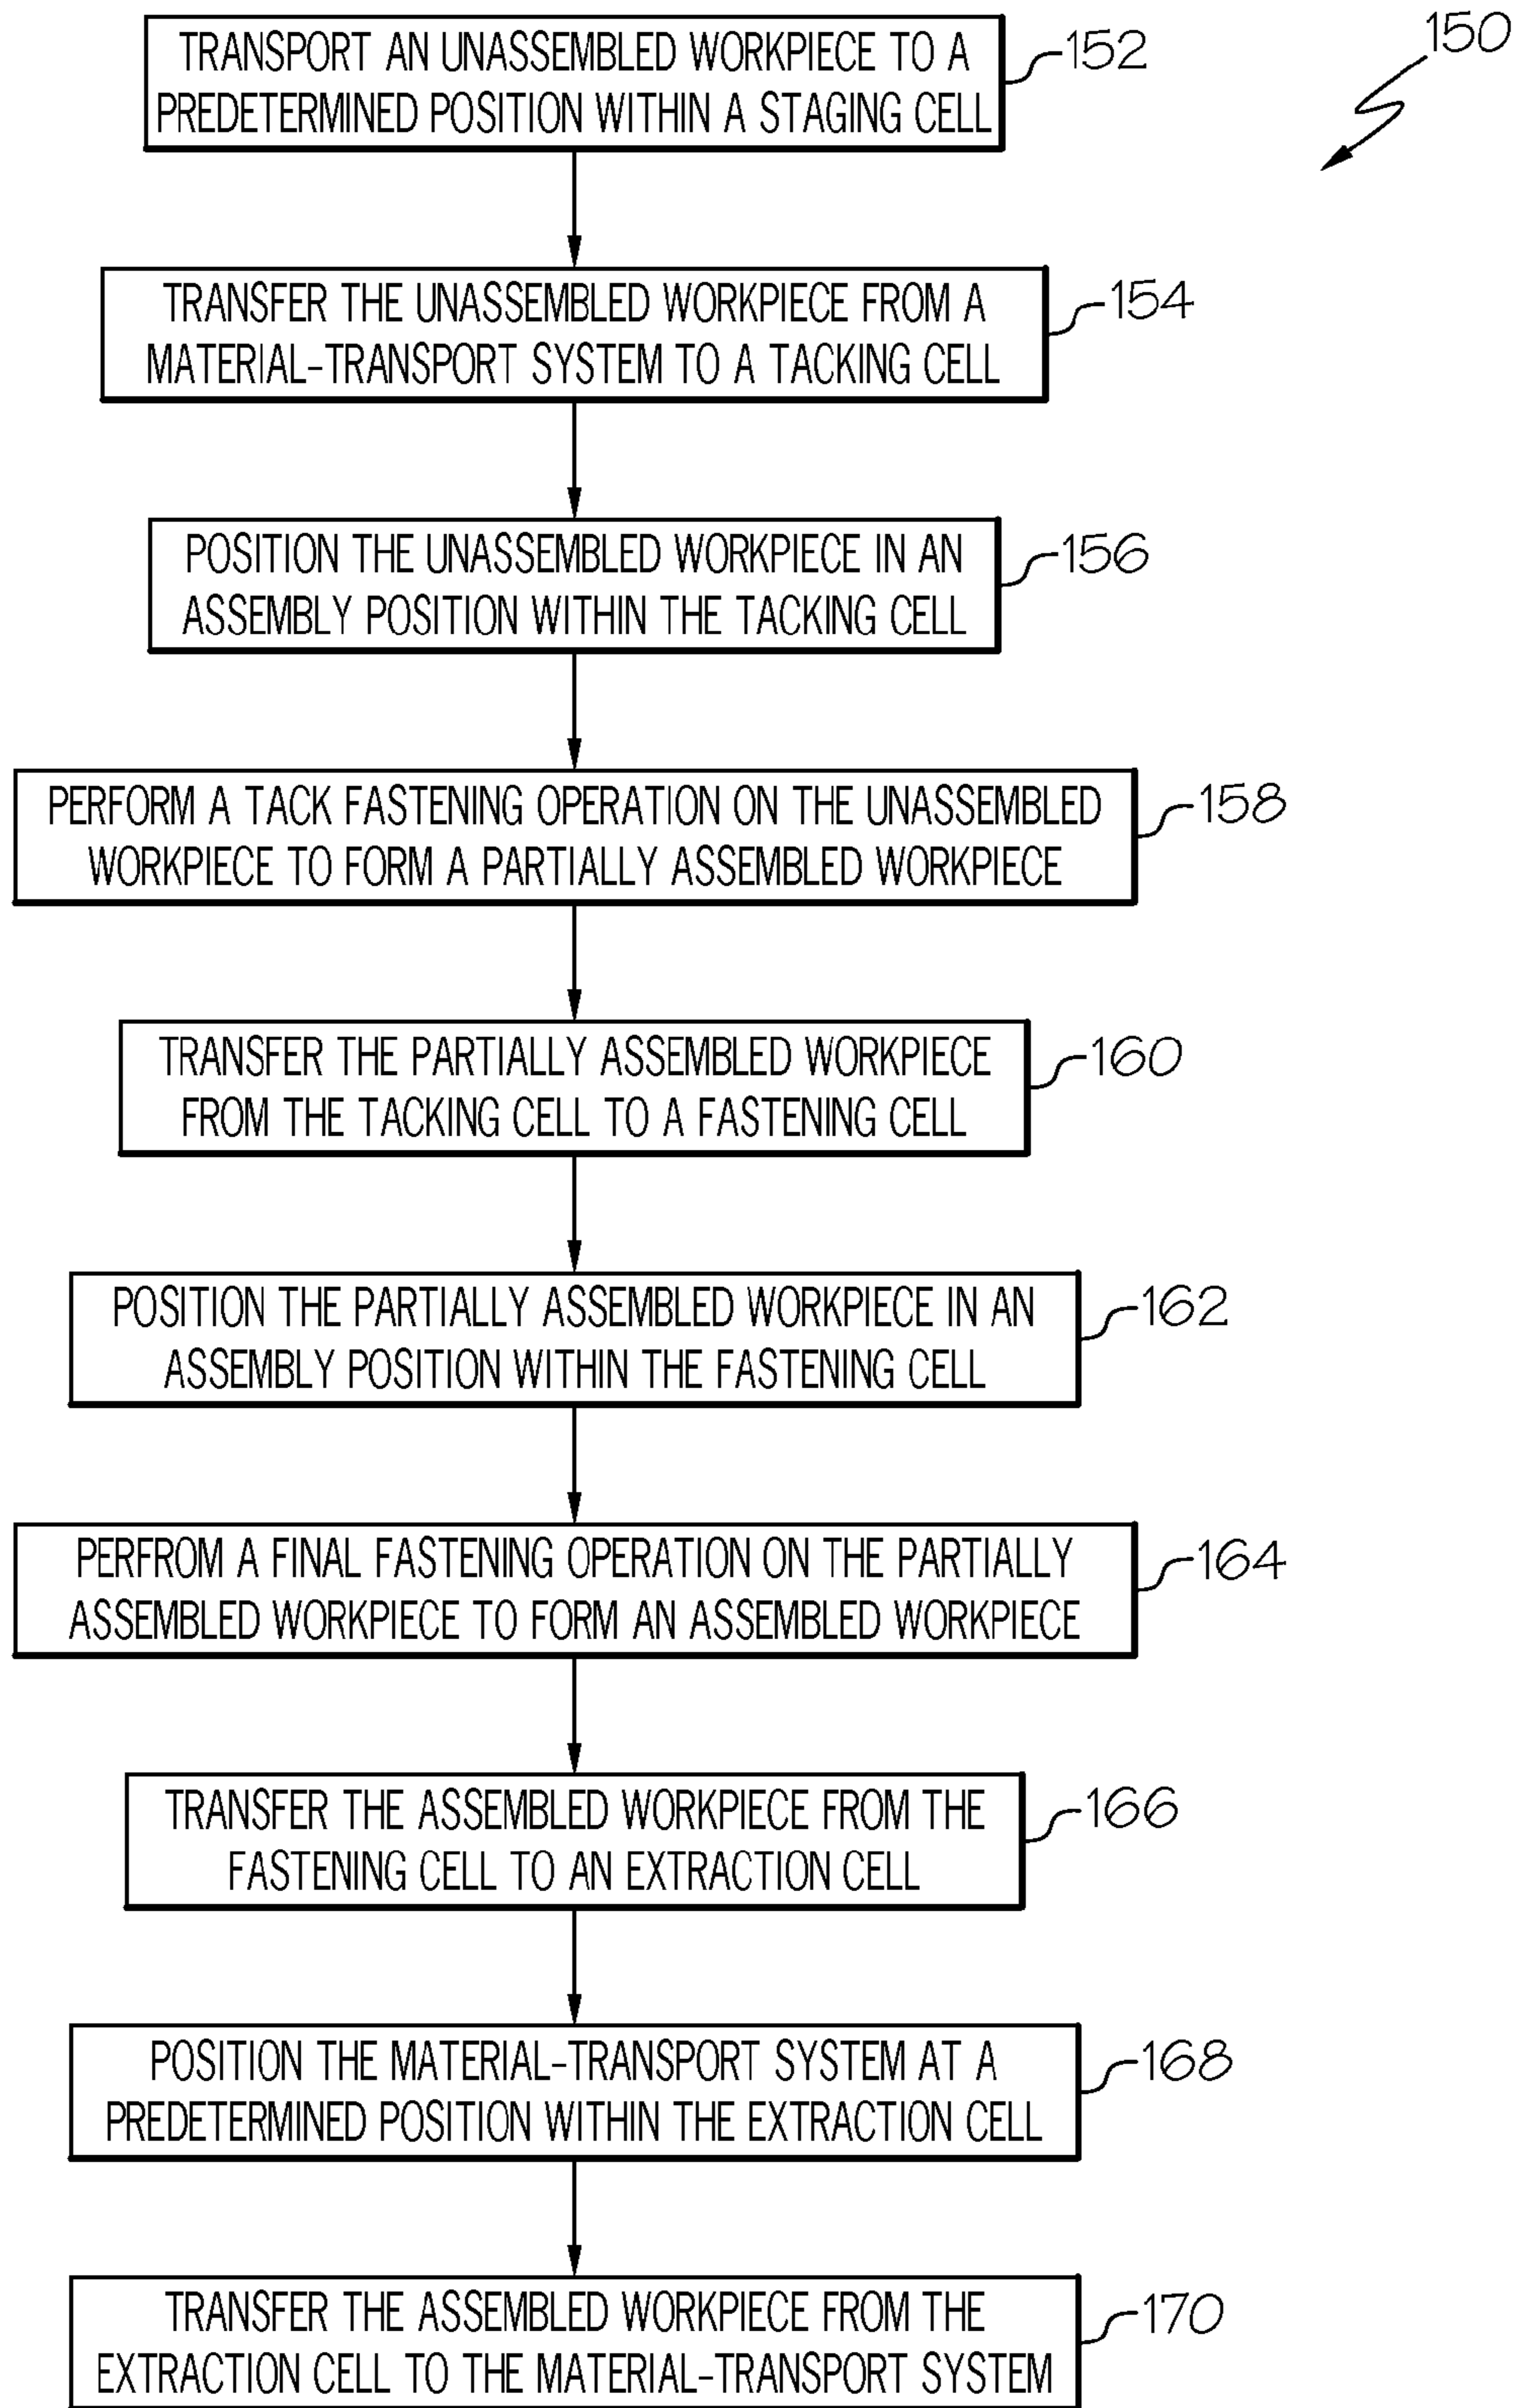 150
TRANSPORT AN UNASSEMBLED WORKPIECE TO A
PREDETERMINED POSITION WITHIN A STAGING CELL
152
TRANSFER THE UNASSEMBLED WORKPIECE FROM A
MATERIAL-TRANSPORT SYSTEM TO A TACKING CELL
154
POSITION THE UNASSEMBLED WORKPIECE IN AN
ASSEMBLY POSITION WITHIN THE TACKING CELL
156
PERFORM A TACK FASTENING OPERATION ON THE UNASSEMBLED
WORKPIECE TO FORM A PARTIALLY ASSEMBLED WORKPIECE
158
TRANSFER THE PARTIALLY ASSEMBLED WORKPIECE
FROM THE TACKING CELL TO A FASTENING CELL
160
POSITION THE PARTIALLY ASSEMBLED WORKPIECE IN AN
ASSEMBLY POSITION WITHIN THE FASTENING CELL
162
PERFROM A FINAL FASTENING OPERATION ON THE PARTIALLY
ASSEMBLED WORKPIECE TO FORM AN ASSEMBLED WORKPIECE
164
TRANSFER THE ASSEMBLED WORKPIECE FROM THE
FASTENING CELL TO AN EXTRACTION CELL
166
POSITION THE MATERIAL-TRANSPORT SYSTEM AT A
PREDETERMINED POSITION WITHIN THE EXTRACTION CELL
168
TRANSFER THE ASSEMBLED WORKPIECE FROM THE
EXTRACTION CELL TO THE MATERIAL-TRANSPORT SYSTEM
170